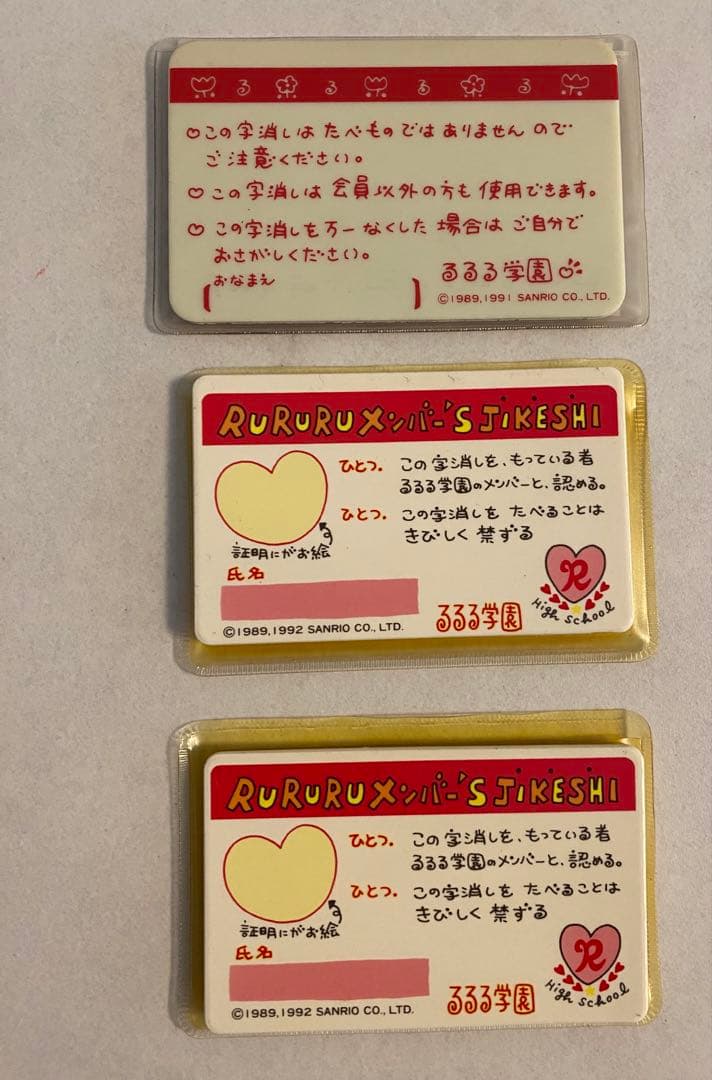 る る る る
♡この字消しは たべものでは ありませんので
ご注意ください。
♡この字消しは 会員以外の方も 使用できます。
♡この字消しを万一なくした 場合は ご自分で
おさがしください。
おなまえ
るるる学園
©1989,1991 SANRIO CO., LTD.
RURURUメンバー'S JIKESHI
ひとつ. この字消しを、もっている者
るるる学園のメンバーと、認める。
ひとつ. この字消しを たべることは
きびしく 禁ずる
証明にがお絵
氏名
R
High School
るるる学園
©1989,1992 SANRIO CO., LTD.
RURURUメンバー'S JIKESHI
ひとつ. この字消しを、もっている者
るるる学園のメンバーと、認める。
ひとつ. この字消しを たべることは
きびしく 禁ずる
証明にがお絵
氏名
R
High School
るるる学園
©1989,1992 SANRIO CO., LTD.